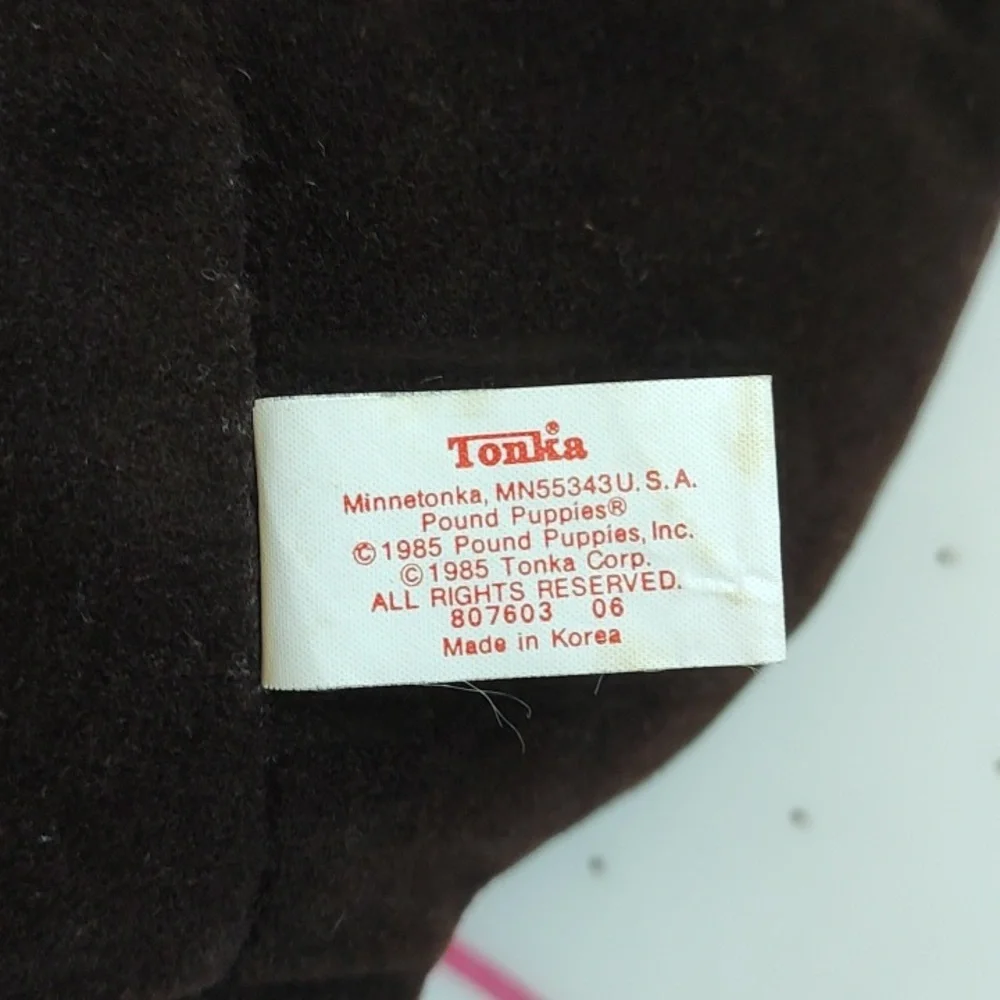 Tonka®
Minnetonka, MN55343U.S.A.
Pound Puppies®
©1985 Pound Puppies, Inc.
©1985 Tonka Corp.
ALL RIGHTS RESERVED.
807603 06
Made in Korea